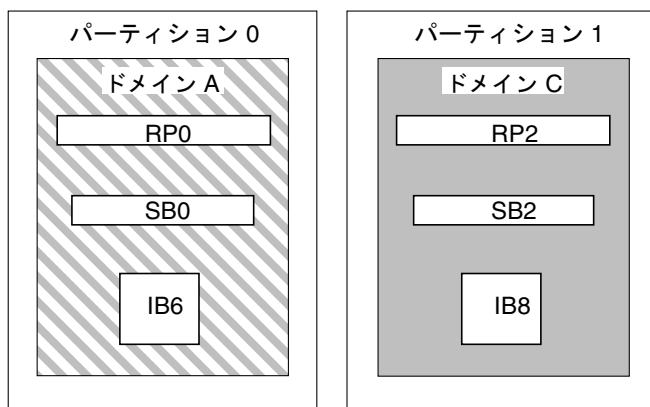 パーティション 0
ドメイン A
RP0
SB0
IB6
パーティション 1
ドメイン C
RP2
SB2
IB8